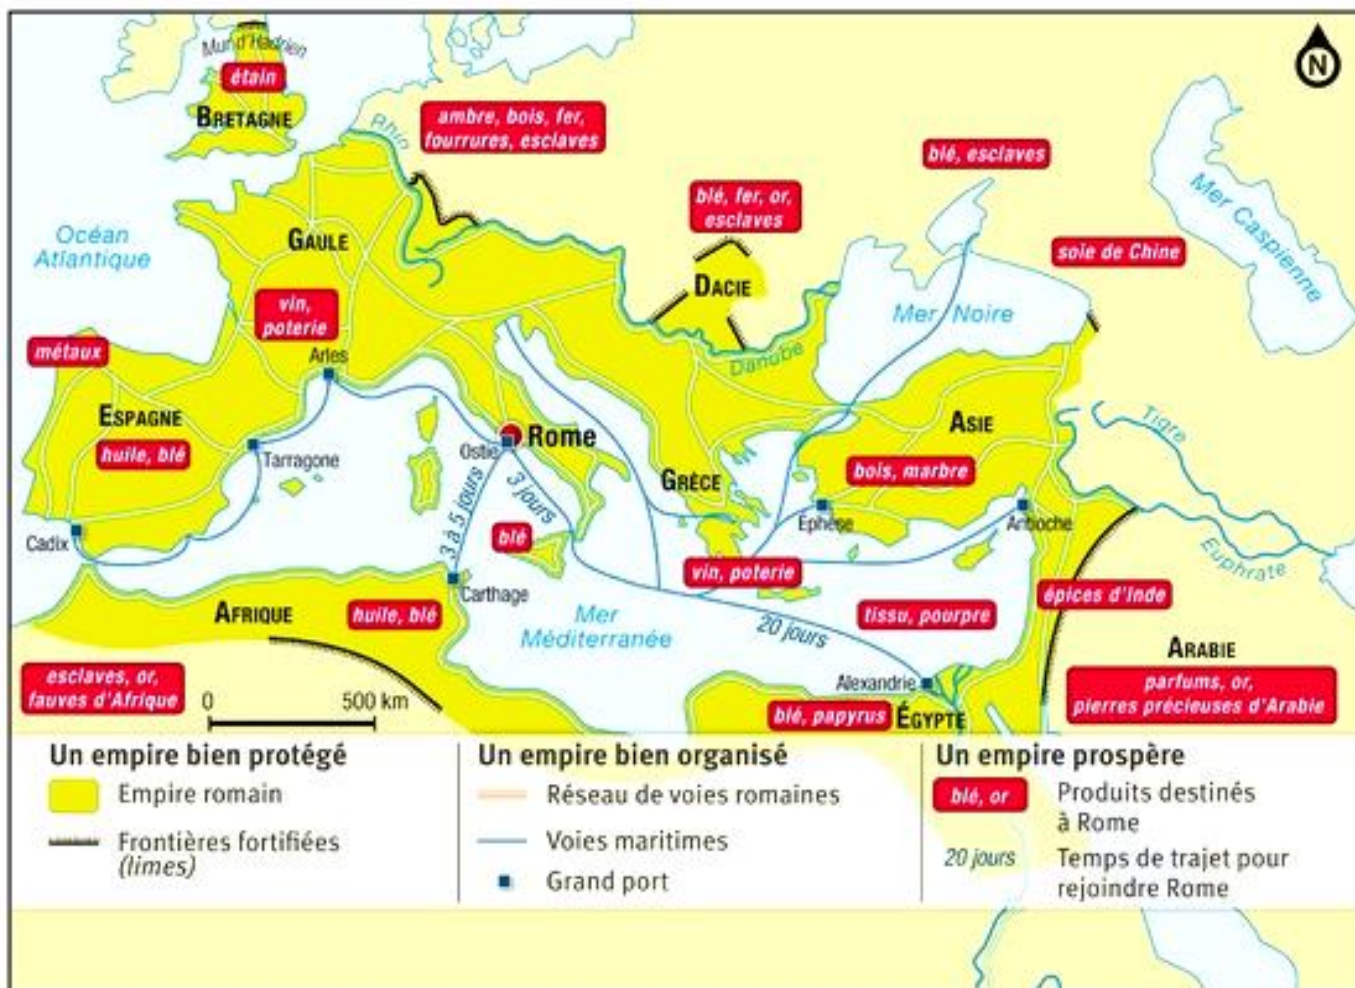 N
Mur d'Hadrien
étain
BRETAGNE
Rhin
ambre, bois, fer,
fourrures, esclaves
blé, esclaves
blé, fer, or,
esclaves
Mer Caspienne
Océan
Atlantique
GAULE
soie de Chine
DACIE
vin,
poterie
Mer Noire
métaux
Arles
Danube
ESPAGNE
ASIE
Tigre
huile, blé
Tarragone
Ostie
Rome
bois, marbre
GRÈCE
3 à 5 jours
3 jours
Cadix
Éphèse
Antioche
blé
Euphrate
vin, poterie
Carthage
épices d'Inde
AFRIQUE
huile, blé
Mer
Méditerranée
20 jours
tissu, pourpre
ARABIE
esclaves, or,
fauves d'Afrique
0
500 km
Alexandrie
parfums, or,
pierres précieuses d'Arabie
blé, papyrus
ÉGYPTE
Un empire bien protégé
Empire romain
Frontières fortifiées
(limes)
Un empire bien organisé
Réseau de voies romaines
Voies maritimes
Grand port
Un empire prospère
blé, or
Produits destinés
à Rome
20 jours
Temps de trajet pour
rejoindre Rome